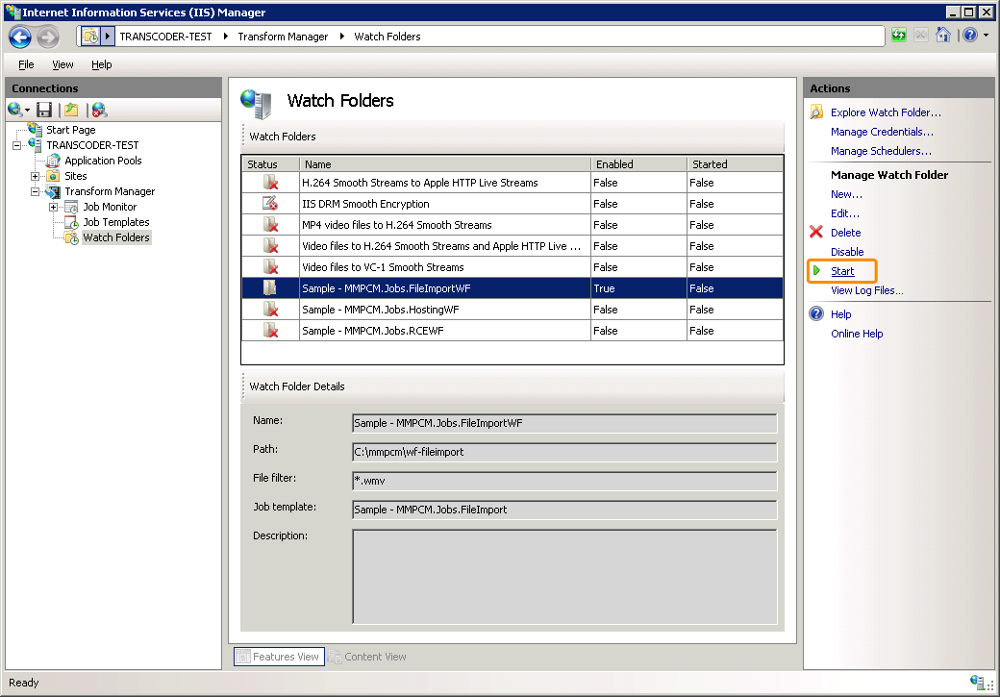 Internet Information Services (IIS) Manager
TRANSCODER-TEST Transform Manager Watch Folders
File View Help
Connections
Start Page
TRANSCODER-TEST
Application Pools
Sites
Transform Manager
Job Monitor
Job Templates
Watch Folders
Watch Folders
Watch Folders
Status Name Enabled Started
H.264 Smooth Streams to Apple HTTP Live Streams False False
IIS DRM Smooth Encryption False False
MP4 video files to H.264 Smooth Streams False False
Video files to H.264 Smooth Streams and Apple HTTP Live ... False False
Video files to VC-1 Smooth Streams False False
Sample - MMPCM.Jobs.FileImportWF True False
Sample - MMPCM.Jobs.HostingWF False False
Sample - MMPCM.Jobs.RCEWF False False
Watch Folder Details
Name: Sample - MMPCM.Jobs.FileImportWF
Path: C:\mmpcm\wf-fileimport
File filter: *.wmv
Job template: Sample - MMPCM.Jobs.FileImport
Description:
Features View Content View
Actions
Explore Watch Folder...
Manage Credentials...
Manage Schedulers...
Manage Watch Folder
New...
Edit...
Delete
Disable
Start
View Log Files...
Help
Online Help
Ready